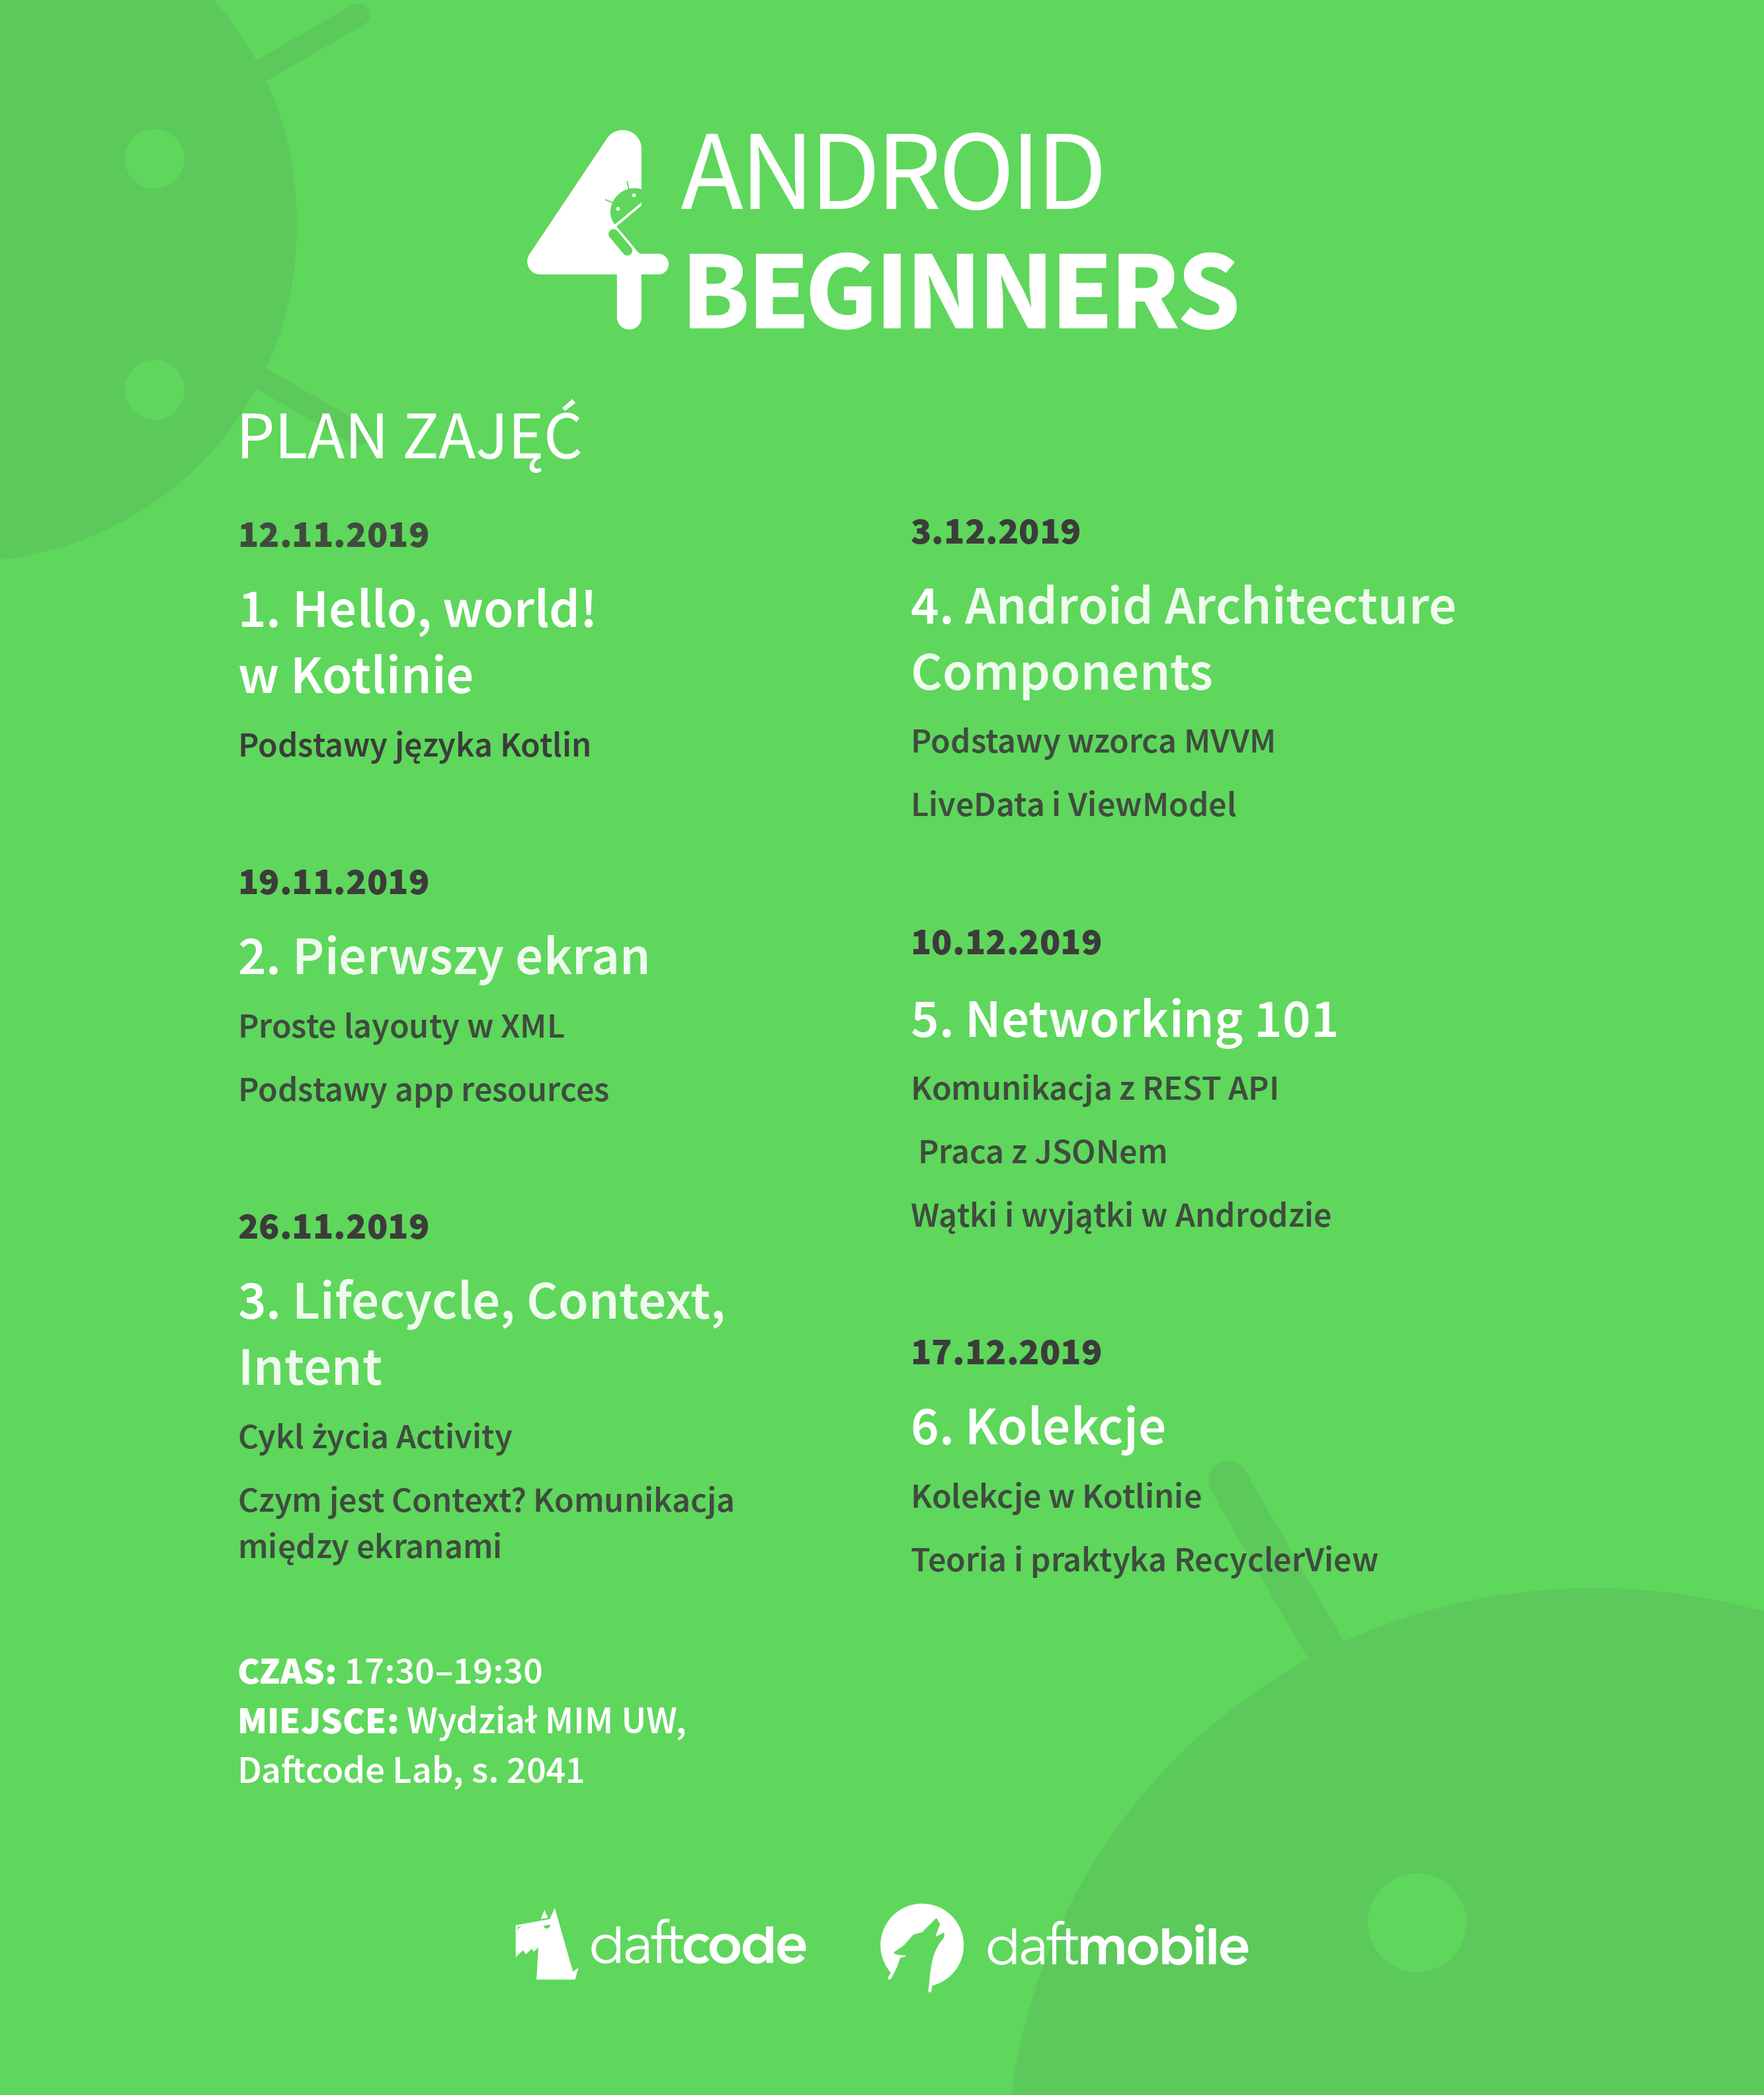 4 ANDROID
BEGINNERS
PLAN ZAJĘĆ
12.11.2019
1. Hello, world!
w Kotlinie
Podstawy języka Kotlin
19.11.2019
2. Pierwszy ekran
Proste layouty w XML
Podstawy app resources
26.11.2019
3. Lifecycle, Context,
Intent
Cykl życia Activity
Czym jest Context? Komunikacja
między ekranami
3.12.2019
4. Android Architecture
Components
Podstawy wzorca MVVM
LiveData i ViewModel
10.12.2019
5. Networking 101
Komunikacja z REST API
Praca z JSONem
Wątki i wyjątki w Androdzie
17.12.2019
6. Kolekcje
Kolekcje w Kotlinie
Teoria i praktyka RecyclerView
CZAS: 17:30–19:30
MIEJSCE: Wydział MIM UW,
Daftcode Lab, s. 2041
daftcode
daftmobile